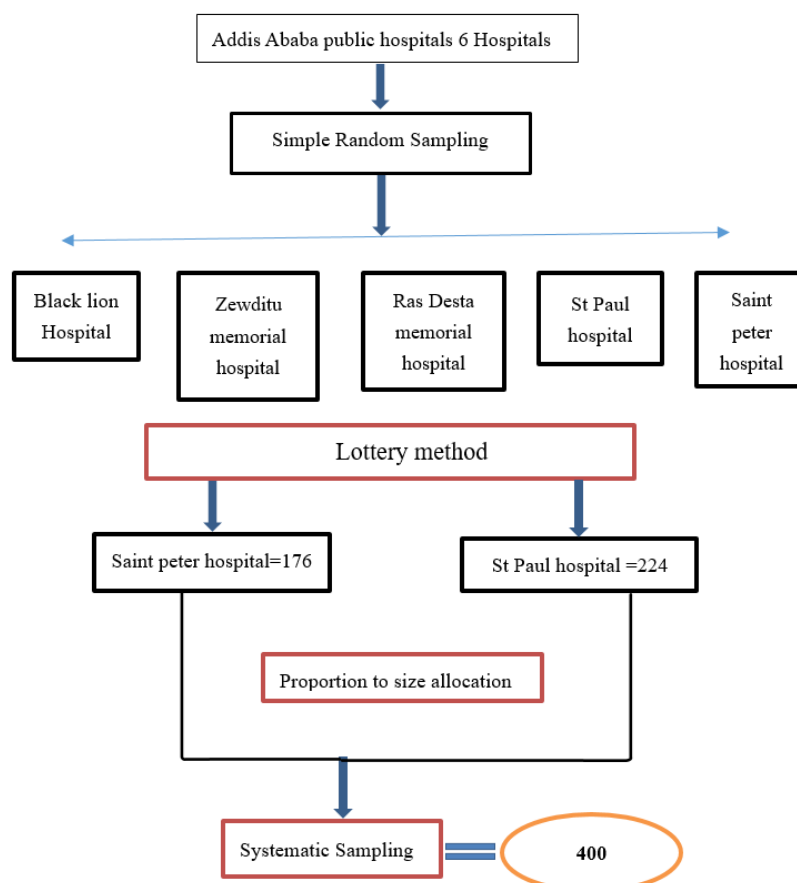 Addis Ababa public hospitals 6 Hospitals
Simple Random Sampling
Black lion
Hospital
Zewditu
memorial
hospital
Ras Desta
memorial
hospital
St Paul
hospital
Saint
peter
hospital
Lottery method
Saint peter hospital=176
St Paul hospital =224
Proportion to size allocation
Systematic Sampling
400